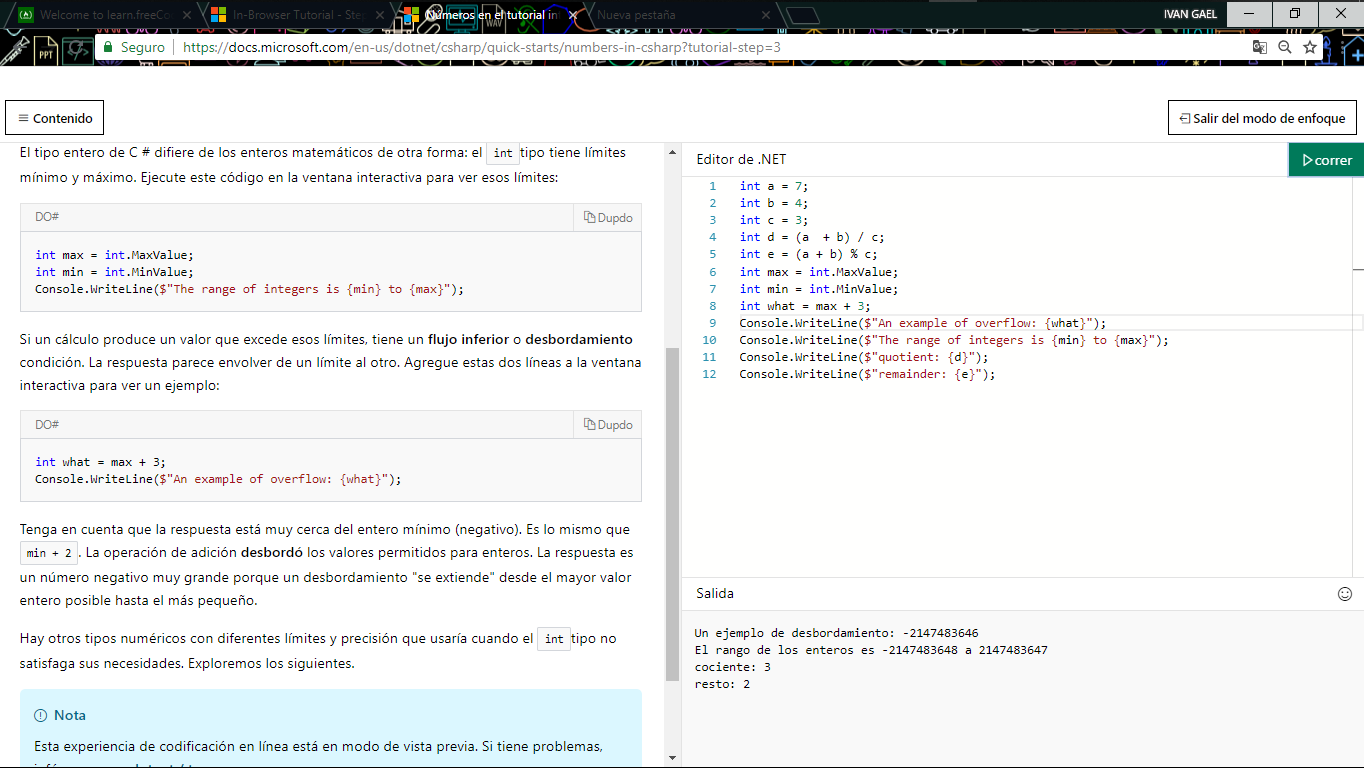 Welcome to learn.freeCo
In-Browser Tutorial - Ste
Números en el tutorial in
Nueva pestaña
IVAN GAEL
PPT
WAV
Seguro
https://docs.microsoft.com/en-us/dotnet/csharp/quick-starts/numbers-in-csharp?tutorial-step=3
Contenido
Salir del modo de enfoque
El tipo entero de C # difiere de los enteros matemáticos de otra forma: el int tipo tiene límites
mínimo y máximo. Ejecute este código en la ventana interactiva para ver esos límites:
DO#
Dupdo
int max = int.MaxValue;
int min = int.MinValue;
Console.WriteLine($"The range of integers is {min} to {max}");
Si un cálculo produce un valor que excede esos límites, tiene un flujo inferior o desbordamiento
condición. La respuesta parece envolver de un límite al otro. Agregue estas dos líneas a la ventana
interactiva para ver un ejemplo:
DO#
Dupdo
int what = max + 3;
Console.WriteLine($"An example of overflow: {what}");
Tenga en cuenta que la respuesta está muy cerca del entero mínimo (negativo). Es lo mismo que
min + 2 . La operación de adición desbordó los valores permitidos para enteros. La respuesta es
un número negativo muy grande porque un desbordamiento "se extiende" desde el mayor valor
entero posible hasta el más pequeño.
Hay otros tipos numéricos con diferentes límites y precisión que usaría cuando el int tipo no
satisfaga sus necesidades. Exploremos los siguientes.
Nota
Esta experiencia de codificación en línea está en modo de vista previa. Si tiene problemas,
Editor de .NET
correr
1 int a = 7;
2 int b = 4;
3 int c = 3;
4 int d = (a  + b) / c;
5 int e = (a + b) % c;
6 int max = int.MaxValue;
7 int min = int.MinValue;
8 int what = max + 3;
9 Console.WriteLine($"An example of overflow: {what}");
10 Console.WriteLine($"The range of integers is {min} to {max}");
11 Console.WriteLine($"quotient: {d}");
12 Console.WriteLine($"remainder: {e}");
Salida
Un ejemplo de desbordamiento: -2147483646
El rango de los enteros es -2147483648 a 2147483647
cociente: 3
resto: 2